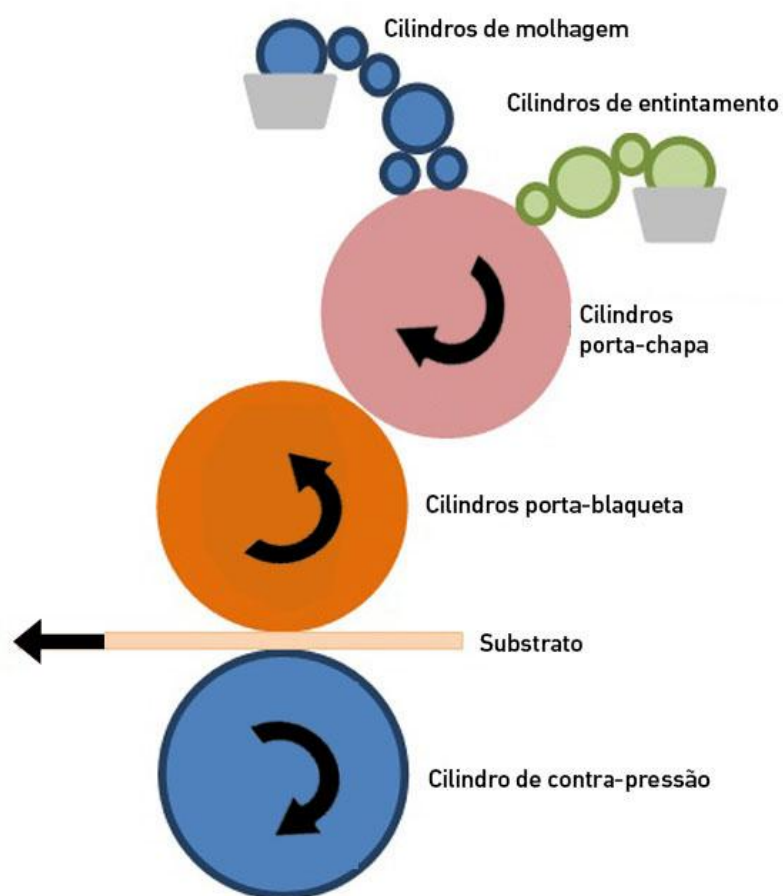 Cilindros de molhagem
Cilindros de entintamento
Cilindros
porta-chapa
Cilindros porta-blaqueta
Substrato
Cilindro de contra-pressão